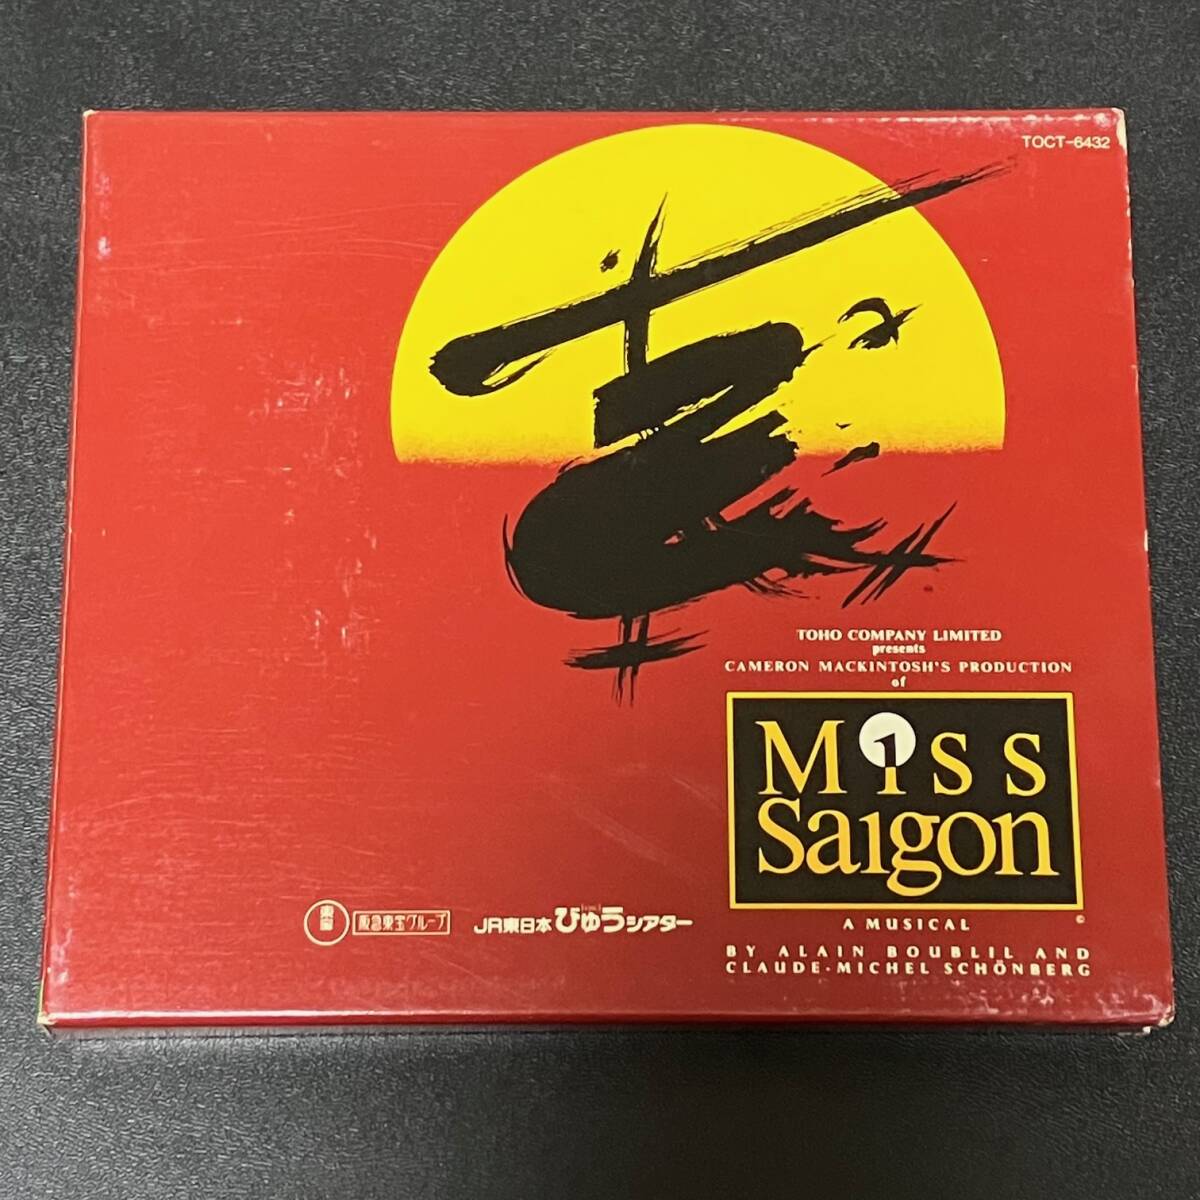 TOCT-6432
TOHO COMPANY LIMITED
presents
CAMERON MACKINTOSH'S PRODUCTION
of
Miss
Saigon
A MUSICAL
©
BY ALAIN BOUBLIL AND
CLAUDE-MICHEL SCHÖNBERG
東宝 阪急東宝グループ JR東日本びゅうシアター